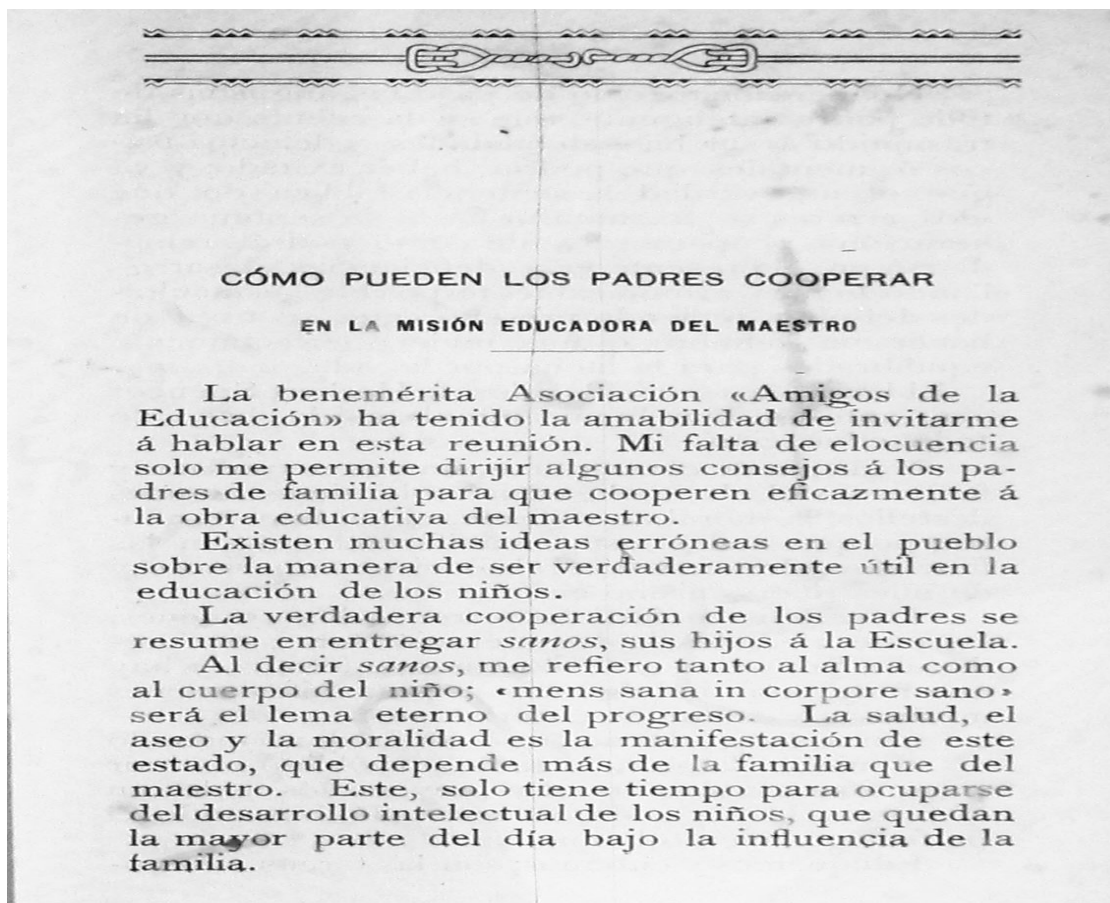 CÓMO PUEDEN LOS PADRES COOPERAR
EN LA MISIÓN EDUCADORA DEL MAESTRO
La benemérita Asociación «Amigos de la
Educación» ha tenido la amabilidad de invitarme
á hablar en esta reunión. Mi falta de elocuencia
solo me permite dirijir algunos consejos á los pa-
dres de familia para que cooperen eficazmente á
la obra educativa del maestro.
Existen muchas ideas erróneas en el pueblo
sobre la manera de ser verdaderamente útil en la
educación de los niños.
La verdadera cooperación de los padres se
resume en entregar sanos, sus hijos á la Escuela.
Al decir sanos, me refiero tanto al alma como
al cuerpo del niño; «mens sana in corpore sano»
será el lema eterno del progreso. La salud, el
aseo y la moralidad es la manifestación de este
estado, que depende más de la familia que del
maestro. Este, solo tiene tiempo para ocuparse
del desarrollo intelectual de los niños, que quedan
la mayor parte del día bajo la influencia de la
familia.